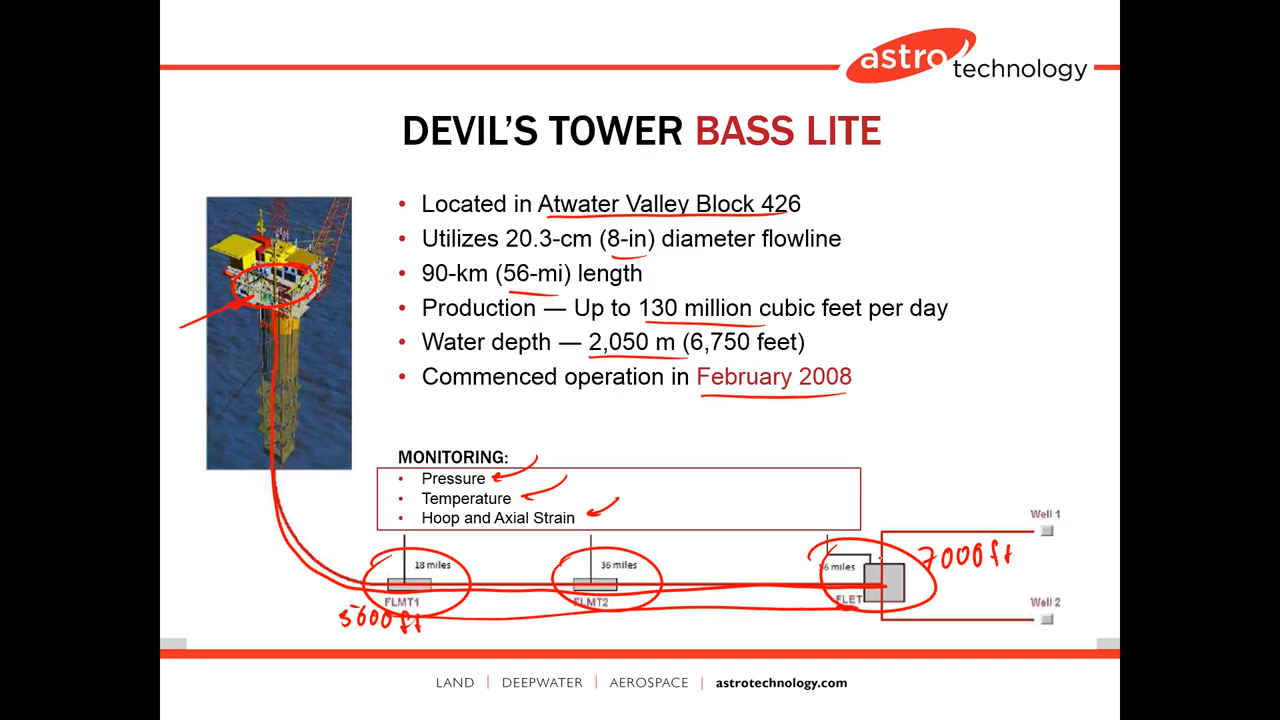 astro
technology
DEVIL'S TOWER BASS LITE
• Located in Atwater Valley Block 426
• Utilizes 20.3-cm (8-in) diameter flowline
• 90-km (56-mi) length
• Production — Up to 130 million cubic feet per day
• Water depth — 2,050 m (6,750 feet)
• Commenced operation in February 2008
MONITORING:
• Pressure
• Temperature
• Hoop and Axial Strain
Well 1
7000 ft
18 miles
36 miles
56 miles
FLMT1
FLMT2
FLET
Well 2
5600 ft
LAND | DEEPWATER | AEROSPACE | astrotechnology.com